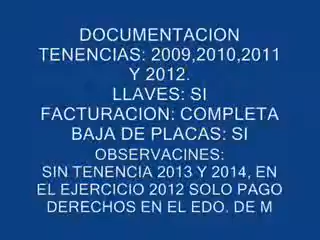 DOCUMENTACION
TENENCIAS: 2009,2010,2011
Y 2012.
LLAVES: SI
FACTURACION: COMPLETA
BAJA DE PLACAS: SI
OBSERVACINES:
SIN TENENCIA 2013 Y 2014, EN
EL EJERCICIO 2012 SOLO PAGO
DERECHOS EN EL EDO. DE M